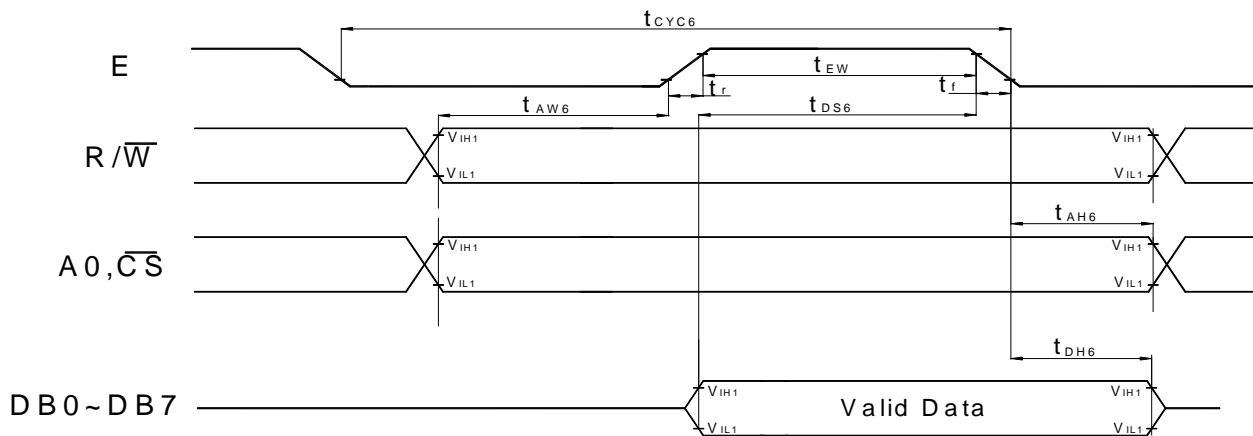 tCYC6
E
tEW
tr
tf
tAW6
tDS6
R/W̅
VIH1
VIL1
VIH1
VIL1
tAH6
A0,C̅S̅
VIH1
VIL1
VIH1
VIL1
tDH6
DB0~DB7
VIH1
VIL1
Valid Data
VIH1
VIL1